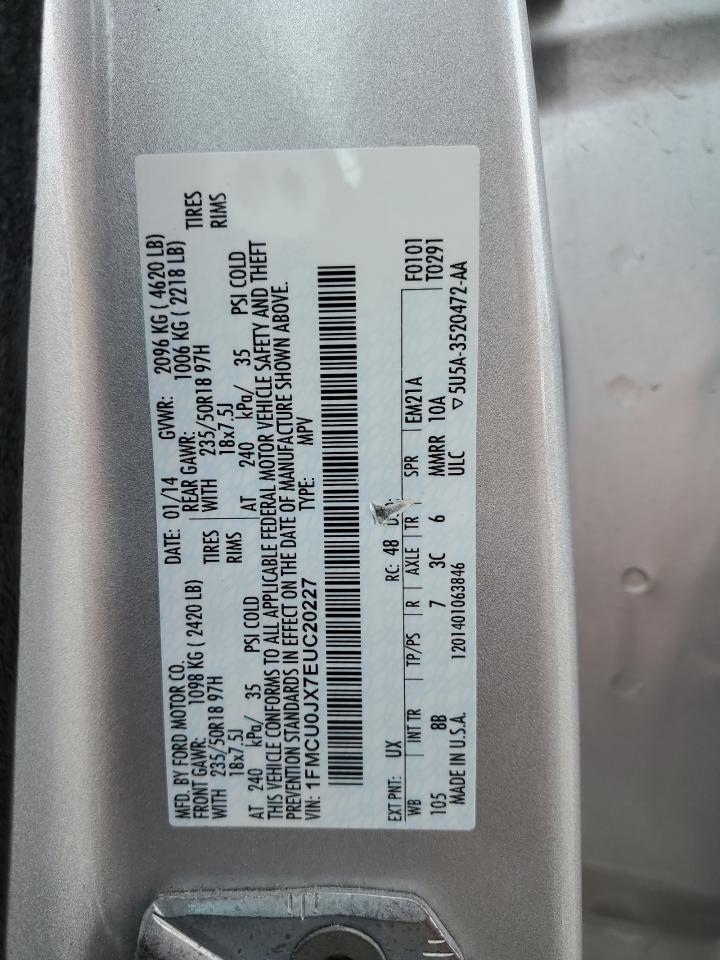 MFD. BY FORD MOTOR CO. DATE: 01/14 GVWR: 2096 KG ( 4620 LB)
FRONT GAWR: 1098 KG ( 2420 LB) REAR GAWR: 1006 KG ( 2218 LB)
WITH 235/50R18 97H TIRES WITH 235/50R18 97H TIRES
18x7.5J RIMS 18x7.5J RIMS
AT 240 kPa/ 35 PSI COLD AT 240 kPa/ 35 PSI COLD
THIS VEHICLE CONFORMS TO ALL APPLICABLE FEDERAL MOTOR VEHICLE SAFETY AND THEFT
PREVENTION STANDARDS IN EFFECT ON THE DATE OF MANUFACTURE SHOWN ABOVE.
VIN: 1FMCU0JX7EUC20227 TYPE: MPV
EXT PNT: UX RC: 48
WB INT TR TP/PS R AXLE TR SPR EM21A F0101
105 8B 7 3C 6 MMRR 10A T0291
MADE IN U.S.A. 1201401063846 ULC ▽5U5A-3520472-AA